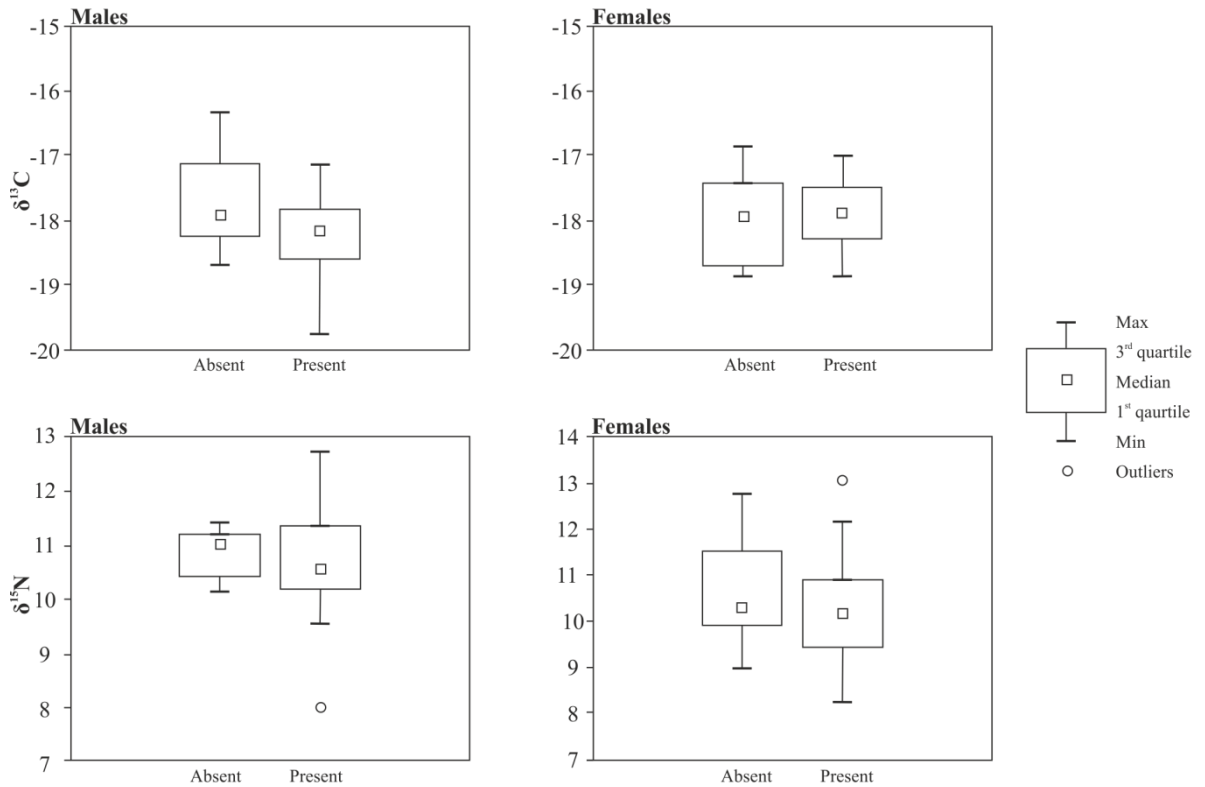 Males
-15
-16
-17
-18
-19
-20
δ¹³C
Absent Present
Females
-15
-16
-17
-18
-19
-20
Absent Present
Max
3rd quartile
Median
1st qaurtile
Min
Outliers
Males
13
12
11
10
9
8
7
δ¹⁵N
Absent Present
Females
14
13
12
11
10
9
8
7
Absent Present